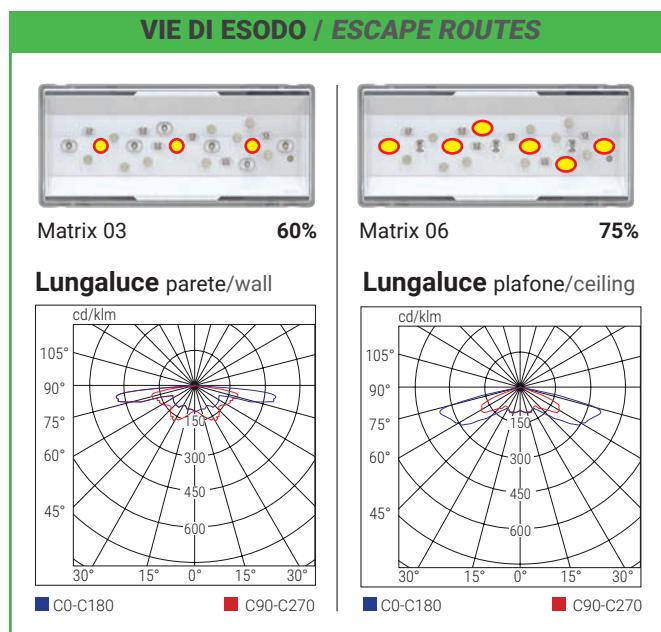 VIE DI ESODO / ESCAPE ROUTES
Matrix 03 60%
Lungaluce parete/wall
cd/klm
105°
90°
75°
60°
45°
30° 15° 0° 15° 30°
150
300
450
600
C0-C180 C90-C270
Matrix 06 75%
Lungaluce plafone/ceiling
cd/klm
105°
90°
75°
60°
45°
30° 15° 0° 15° 30°
150
300
450
600
C0-C180 C90-C270